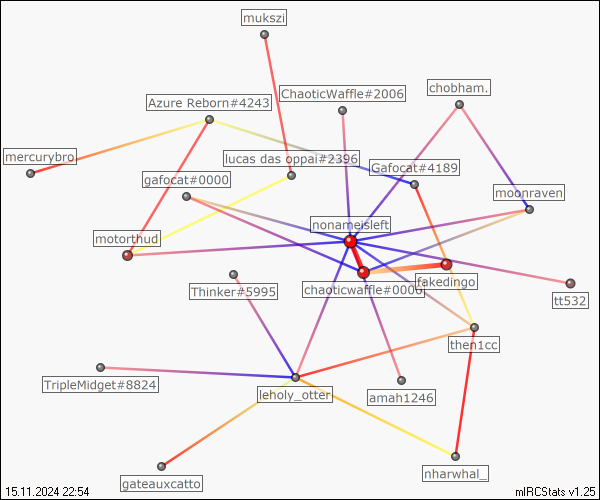 mukszi
chobham.
ChaoticWaffle#2006
Azure Reborn#4243
mercurybro
lucas das oppai#2396
Gafocat#4189
gafocat#0000
moonraven
nonameisleft
motorthud
fakedingo
chaoticwaffle#0000
Thinker#5995
tt532
then1cc
TripleMidget#8824
leholy_otter
amah1246
nharwhal_
gateauxcatto
15.11.2024 22:54
mIRCStats v1.25